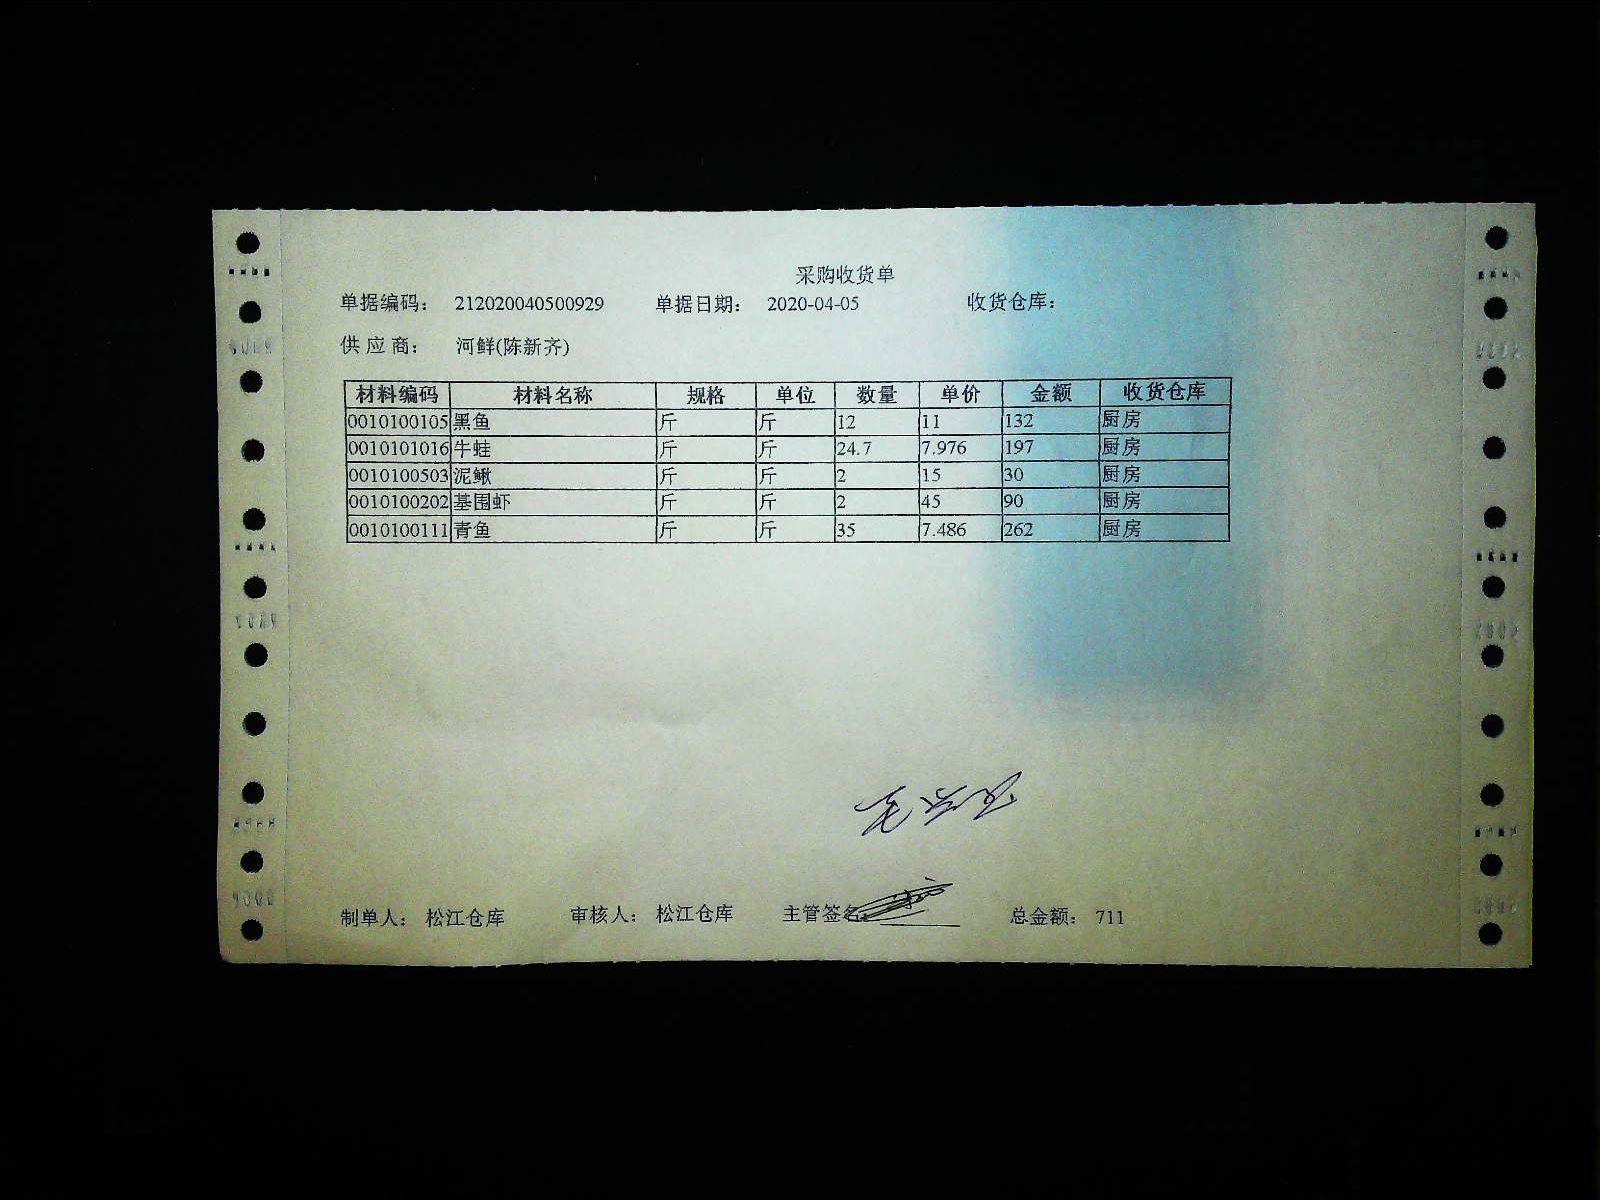 采购收货单
单据编码： 212020040500929 单据日期： 2020-04-05 收货仓库：
供 应 商： 河鲜(陈新齐)
材料编码 材料名称 规格 单位 数量 单价 金额 收货仓库
0010100105 黑鱼 斤 斤 12 11 132 厨房
0010101016 牛蛙 斤 斤 24.7 7.976 197 厨房
0010100503 泥鳅 斤 斤 2 15 30 厨房
0010100202 基围虾 斤 斤 2 45 90 厨房
0010100111 青鱼 斤 斤 35 7.486 262 厨房
制单人： 松江仓库 审核人： 松江仓库 主管签名： 总金额： 711